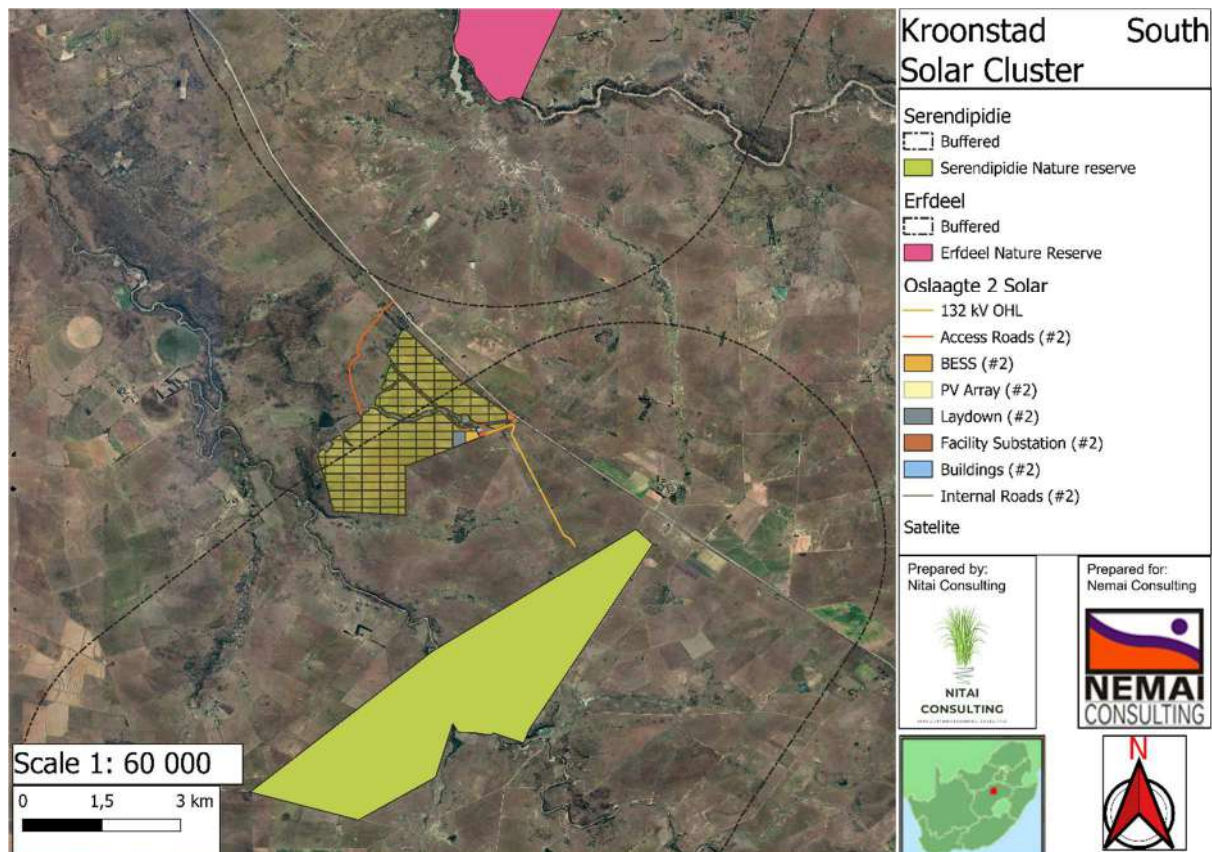 Kroonstad South
Solar Cluster
Serendipidie
Buffered
Serendipidie Nature reserve
Erfdeel
Buffered
Erfdeel Nature Reserve
Oslaagte 2 Solar
132 kV OHL
Access Roads (#2)
BESS (#2)
PV Array (#2)
Laydown (#2)
Facility Substation (#2)
Buildings (#2)
Internal Roads (#2)
Satelite
Prepared by:
Nitai Consulting
NITAI
CONSULTING
Prepared for:
Nemai Consulting
NEMAI
CONSULTING
N
Scale 1: 60 000
0 1,5 3 km